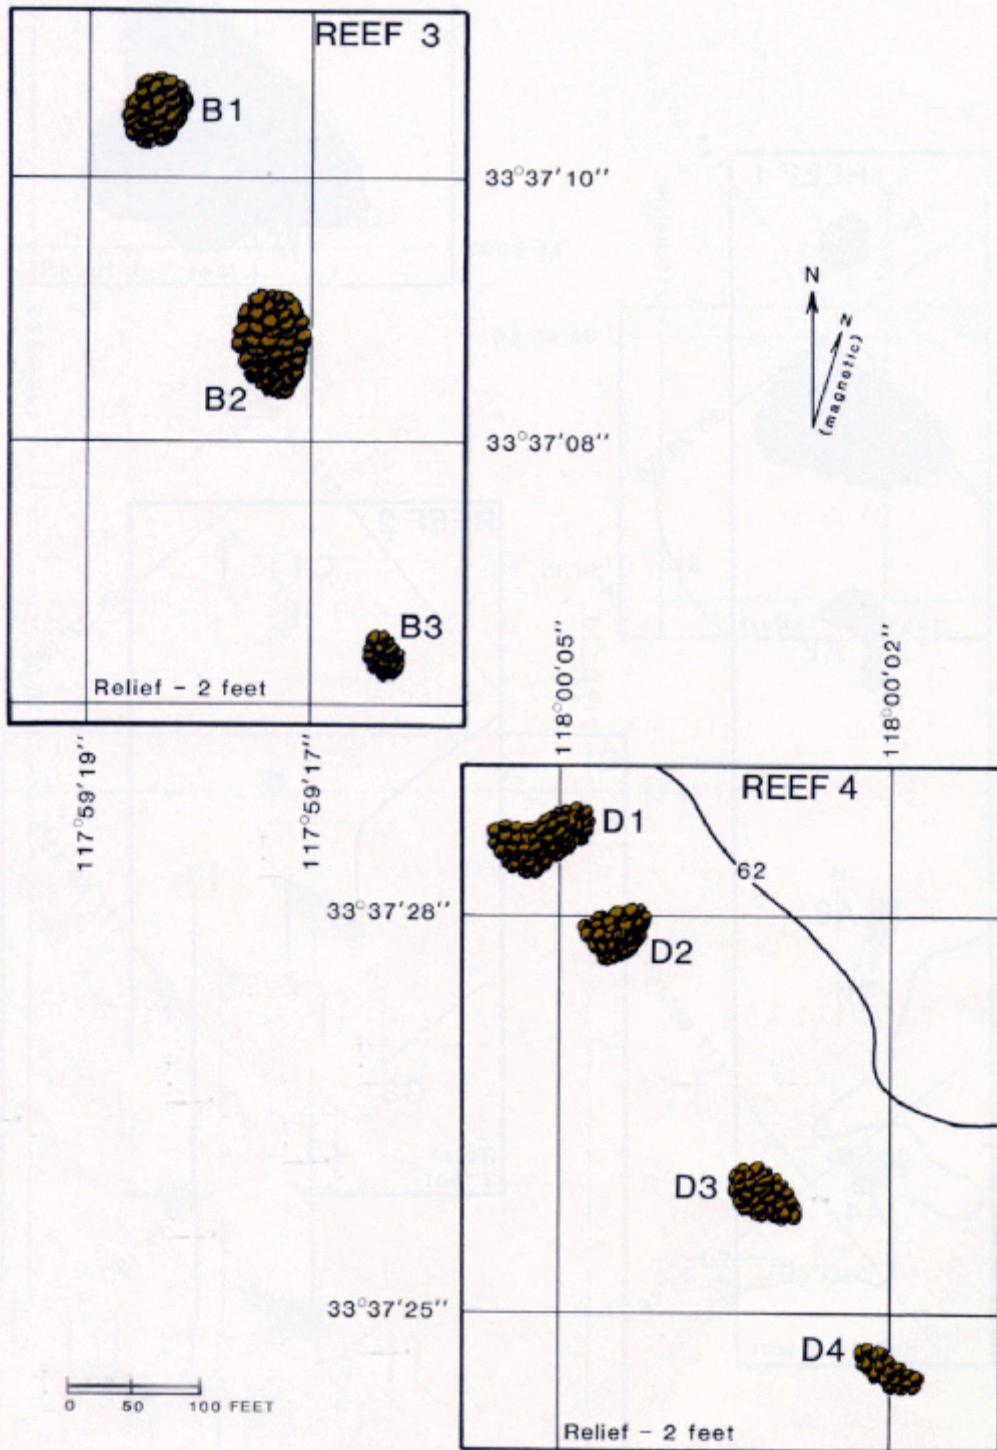 REEF 3
B1
33°37'10"
B2
33°37'08"
N
N
(magnetic)
B3
Relief - 2 feet
117°59'19"
117°59'17"
118°00'05"
118°00'02"
REEF 4
D1
62
33°37'28"
D2
D3
33°37'25"
D4
0 50 100 FEET
Relief - 2 feet